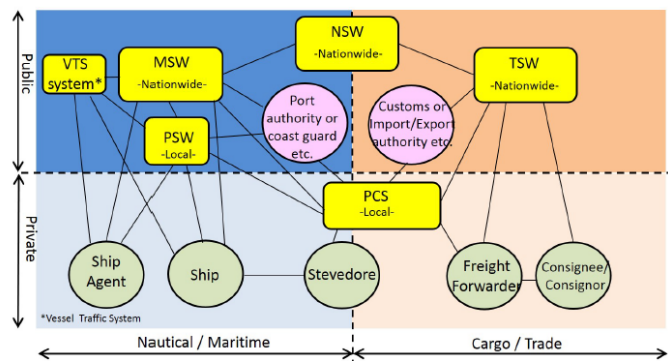 Public
Private
VTS
system*
MSW
-Nationwide-
NSW
-Nationwide-
TSW
-Nationwide-
PSW
-Local-
Port
authority or
coast guard
etc.
Customs or
Import/Export
authority etc.
PCS
-Local-
Ship
Agent
Ship
Stevedore
Freight
Forwarder
Consignee/
Consignor
*Vessel Traffic System
Nautical / Maritime
Cargo / Trade